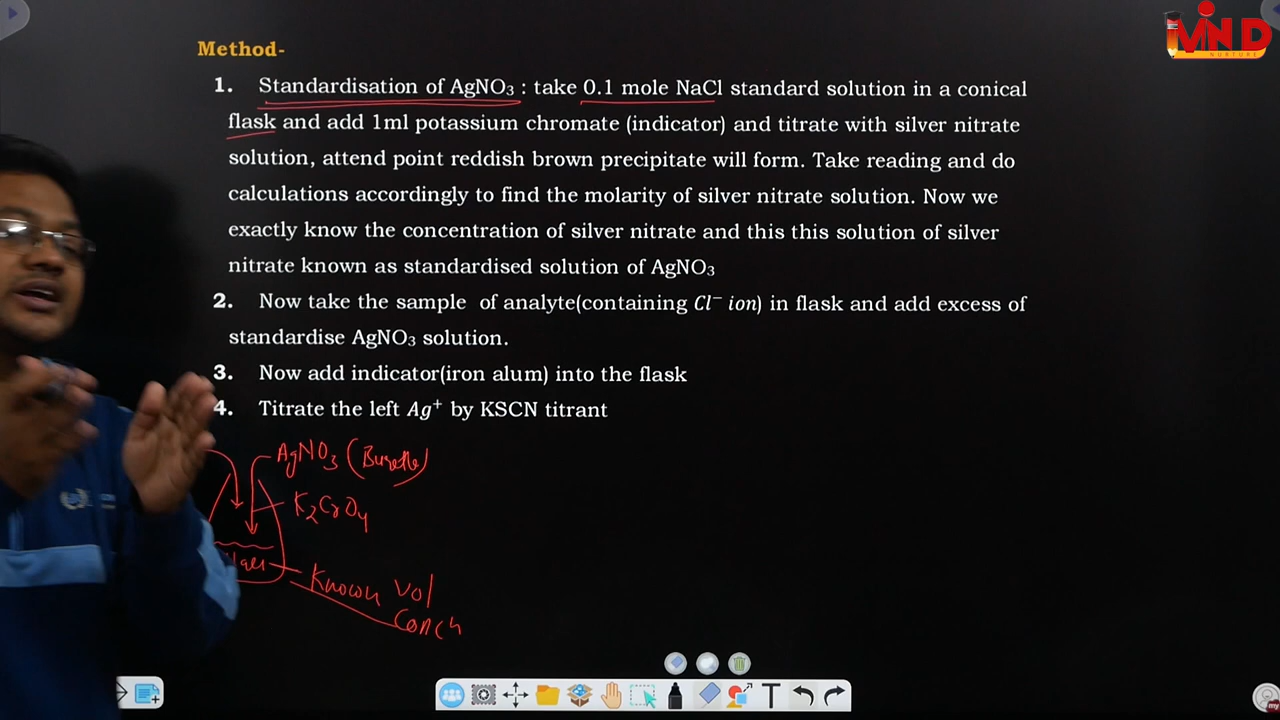 MIND
NURTURE
Method-
1. Standardisation of AgNO₃ : take 0.1 mole NaCl standard solution in a conical
flask and add 1ml potassium chromate (indicator) and titrate with silver nitrate
solution, attend point reddish brown precipitate will form. Take reading and do
calculations accordingly to find the molarity of silver nitrate solution. Now we
exactly know the concentration of silver nitrate and this this solution of silver
nitrate known as standardised solution of AgNO₃
2. Now take the sample of analyte(containing Cl⁻ ion) in flask and add excess of
standardise AgNO₃ solution.
3. Now add indicator(iron alum) into the flask
4. Titrate the left Ag⁺ by KSCN titrant
AgNO₃ (Burette)
K₂CrO₄
Known Vol
Conc
T